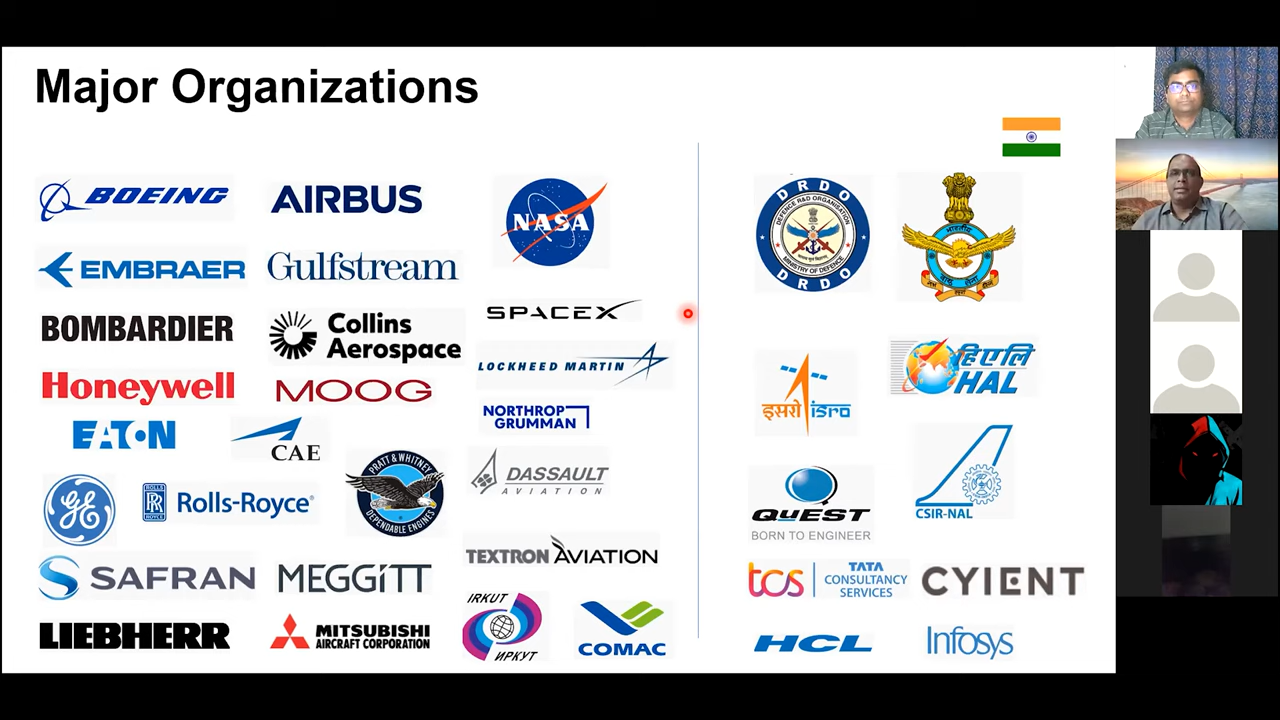 Major Organizations
BOEING
AIRBUS
NASA
EMBRAER
Gulfstream
SPACEX
BOMBARDIER
Collins
Aerospace
LOCKHEED MARTIN
Honeywell
MOOG
NORTHROP
GRUMMAN
EATON
CAE
PRATT & WHITNEY
DEPENDABLE ENGINES
DASSAULT
AVIATION
GE
ROLLS
ROYCE
Rolls-Royce
TEXTRON AVIATION
SAFRAN
MEGGITT
IRKUT
ИРКУТ
COMAC
LIEBHERR
MITSUBISHI
AIRCRAFT CORPORATION
DRDO
DEFENCE R&D ORGANISATION
MINISTRY OF DEFENCE
DRDO
इसरो isro
हिएलि
HAL
QuEST
BORN TO ENGINEER
CSIR-NAL
tcs
TATA
CONSULTANCY
SERVICES
CYIENT
HCL
Infosys